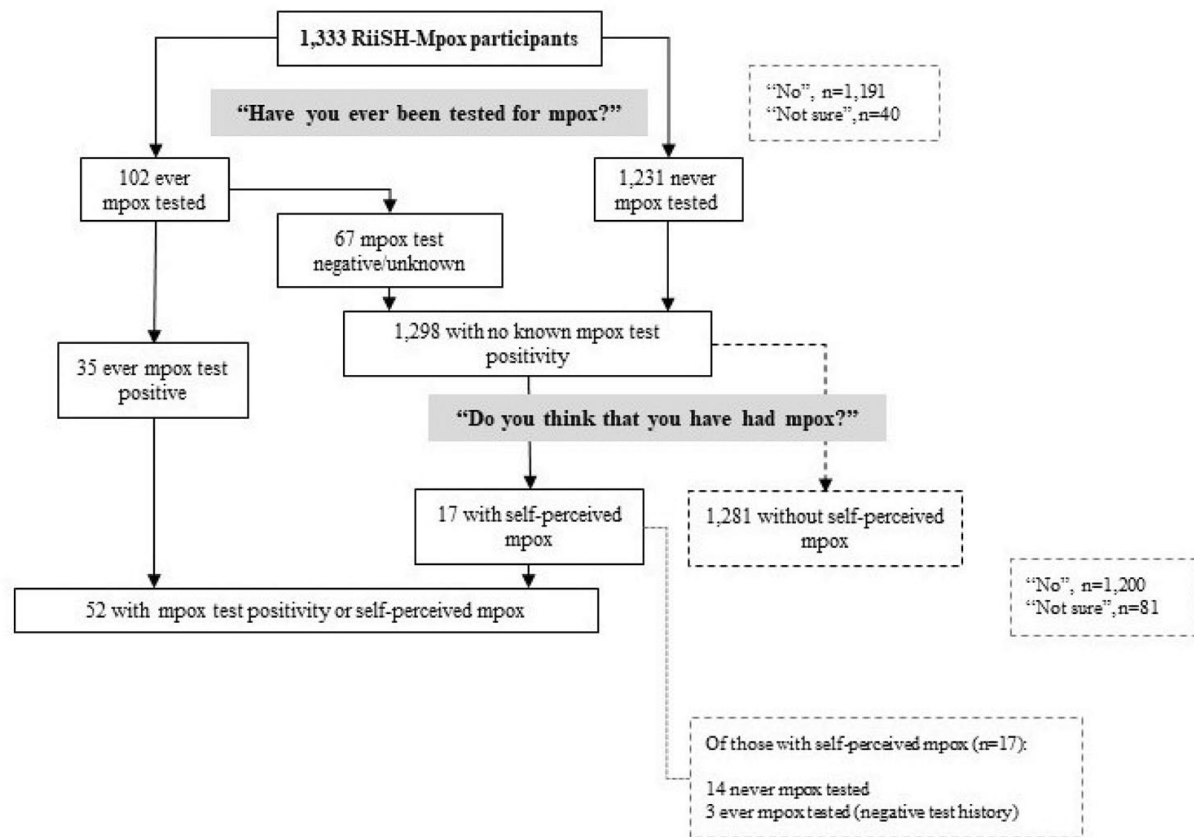 1,333 RiiSH-Mpox participants
“No”, n=1,191
“Not sure”, n=40
“Have you ever been tested for mpox?”
102 ever
mpox tested
1,231 never
mpox tested
67 mpox test
negative/unknown
1,298 with no known mpox test
positivity
35 ever mpox test
positive
“Do you think that you have had mpox?”
17 with self-perceived
mpox
1,281 without self-perceived
mpox
“No”, n=1,200
“Not sure”, n=81
52 with mpox test positivity or self-perceived mpox
Of those with self-perceived mpox (n=17):
14 never mpox tested
3 ever mpox tested (negative test history)